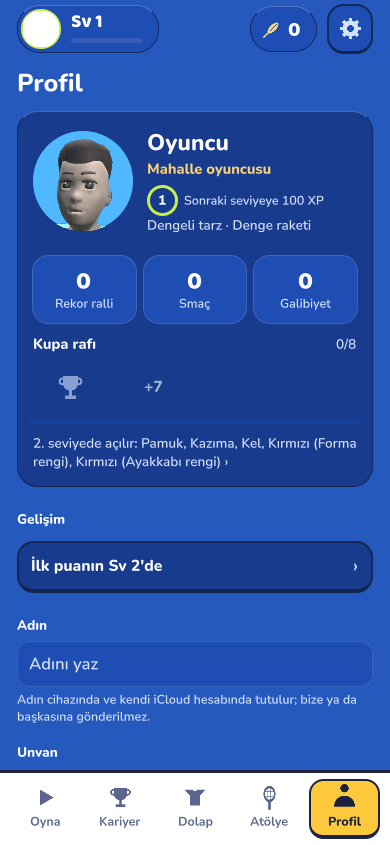 Sv 1
0
Profil
Oyuncu
Mahalle oyuncusu
1 Sonraki seviyeye 100 XP
Dengeli tarz · Denge raketi
0 0 0
Rekor ralli Smaç Galibiyet
Kupa rafı 0/8
+7
2. seviyede açılır: Pamuk, Kazıma, Kel, Kırmızı (Forma
rengi), Kırmızı (Ayakkabı rengi) ›
Gelişim
İlk puanın Sv 2'de ›
Adın
Adını yaz
Adın cihazında ve kendi iCloud hesabında tutulur; bize ya da
başkasına gönderilmez.
Unvan
Oyna Kariyer Dolap Atölye Profil